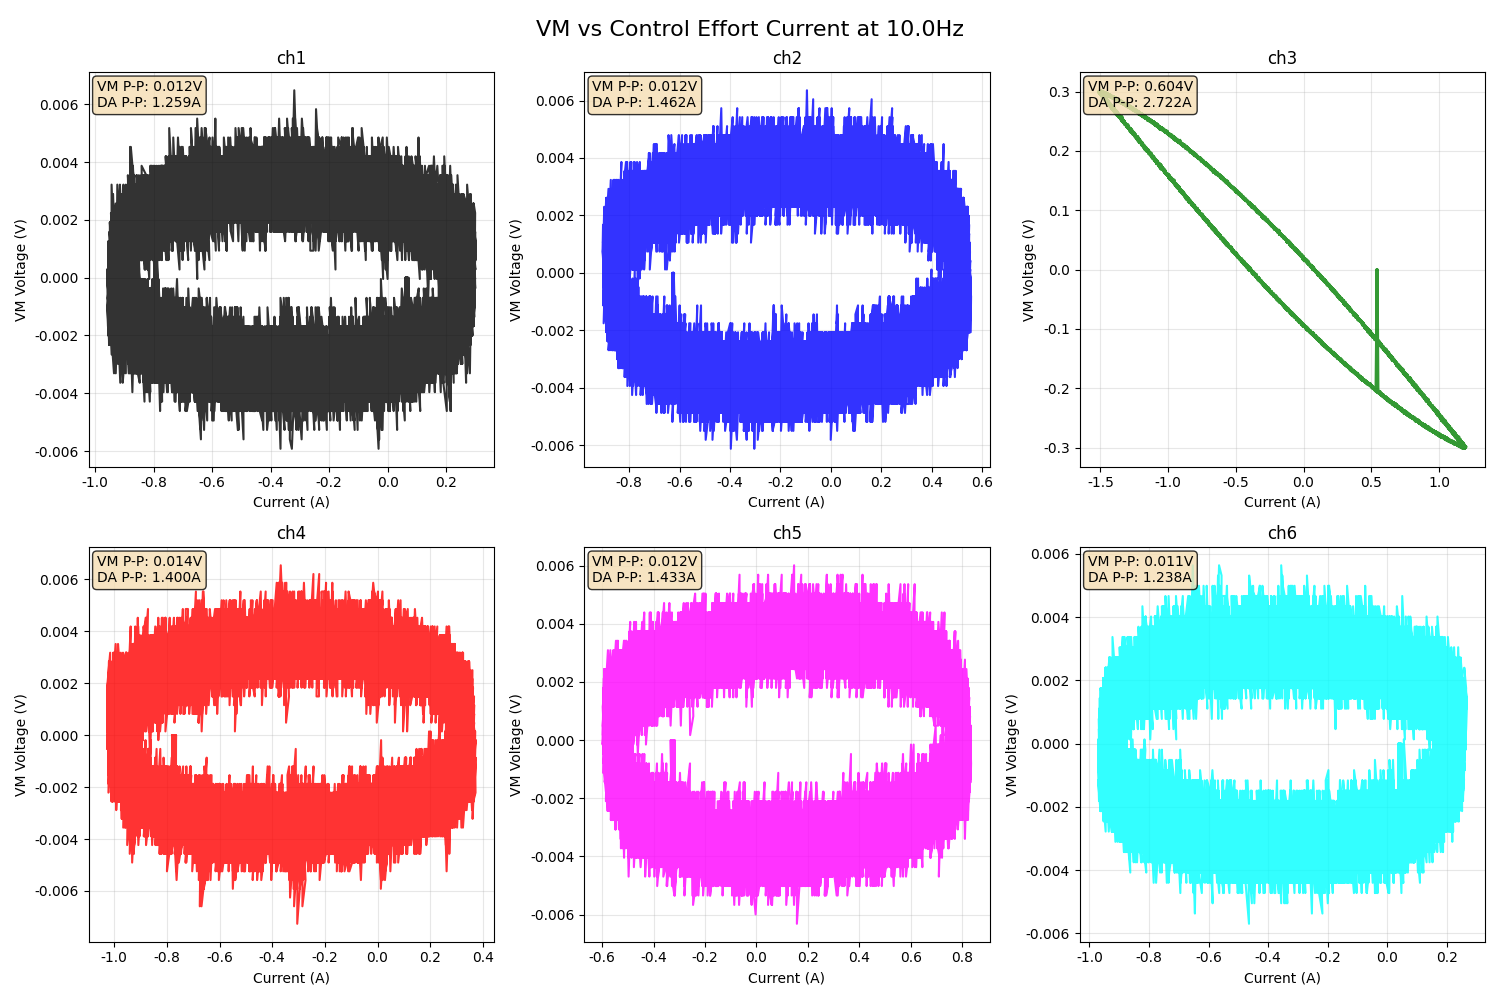 VM vs Control Effort Current at 10.0Hz
ch1
VM P-P: 0.012V
DA P-P: 1.259A
0.006
0.004
0.002
0.000
-0.002
-0.004
-0.006
VM Voltage (V)
-1.0 -0.8 -0.6 -0.4 -0.2 0.0 0.2
Current (A)
ch2
VM P-P: 0.012V
DA P-P: 1.462A
0.006
0.004
0.002
0.000
-0.002
-0.004
-0.006
VM Voltage (V)
-0.8 -0.6 -0.4 -0.2 0.0 0.2 0.4 0.6
Current (A)
ch3
VM P-P: 0.604V
DA P-P: 2.722A
0.3
0.2
0.1
0.0
-0.1
-0.2
-0.3
VM Voltage (V)
-1.5 -1.0 -0.5 0.0 0.5 1.0
Current (A)
ch4
VM P-P: 0.014V
DA P-P: 1.400A
0.006
0.004
0.002
0.000
-0.002
-0.004
-0.006
VM Voltage (V)
-1.0 -0.8 -0.6 -0.4 -0.2 0.0 0.2 0.4
Current (A)
ch5
VM P-P: 0.012V
DA P-P: 1.433A
0.006
0.004
0.002
0.000
-0.002
-0.004
-0.006
VM Voltage (V)
-0.6 -0.4 -0.2 0.0 0.2 0.4 0.6 0.8
Current (A)
ch6
VM P-P: 0.011V
DA P-P: 1.238A
0.006
0.004
0.002
0.000
-0.002
-0.004
-0.006
VM Voltage (V)
-1.0 -0.8 -0.6 -0.4 -0.2 0.0 0.2
Current (A)